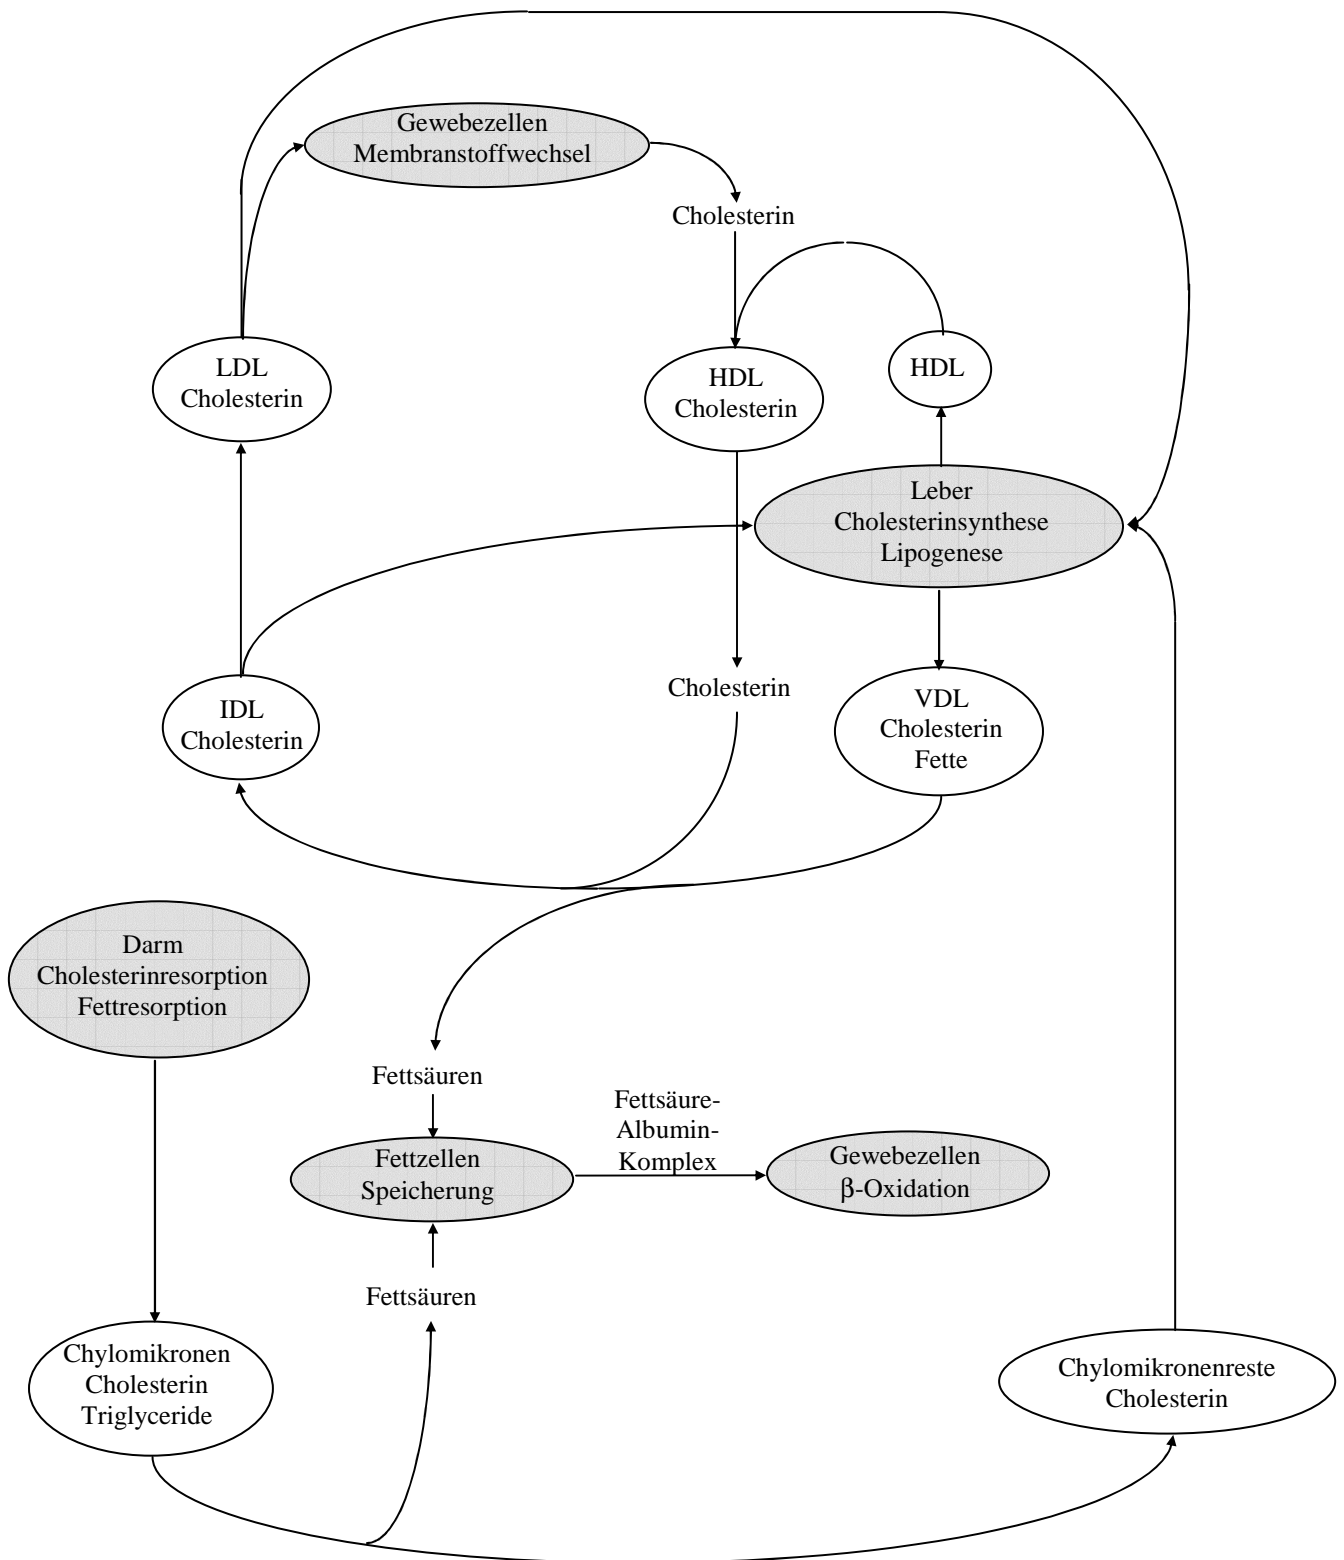 Gewebezellen
Membranstoffwechsel
Cholesterin
LDL
Cholesterin
HDL
Cholesterin
HDL
Leber
Cholesterinsynthese
Lipogenese
IDL
Cholesterin
Cholesterin
VDL
Cholesterin
Fette
Darm
Cholesterinresorption
Fettresorption
Fettsäuren
Fettsäure-
Albumin-
Komplex
Fettzellen
Speicherung
Gewebezellen
β-Oxidation
Fettsäuren
Chylomikronen
Cholesterin
Triglyceride
Chylomikronenreste
Cholesterin